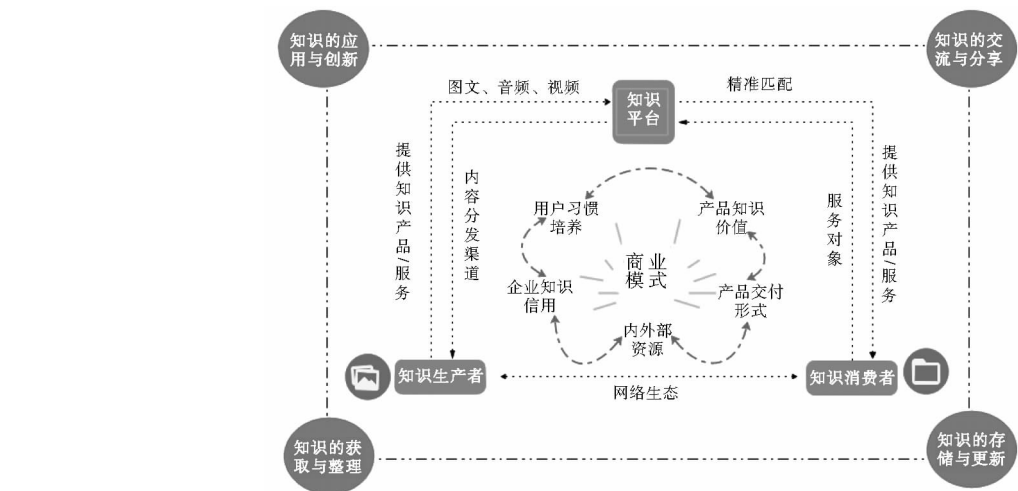 知识的应
用与创新
知识的交
流与分享
图文、音频、视频
知识
平台
精准匹配
提供知识产品/服务
内容分发渠道
服务对象
提供知识产品/服务
用户习惯
培养
产品知识
价值
商业
模式
企业知识
信用
产品交付
形式
内外部
资源
知识生产者
网络生态
知识消费者
知识的获
取与整理
知识的存
储与更新